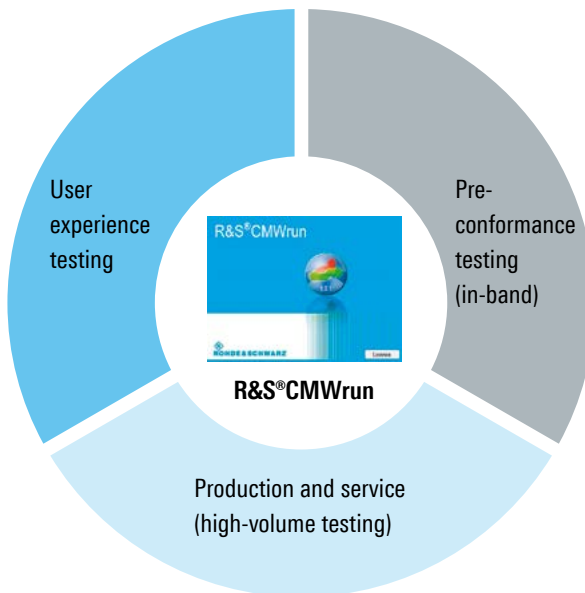 User
experience
testing
Pre-
conformance
testing
(in-band)
R&S®CMWrun
ROHDE&SCHWARZ
License
R&S®CMWrun
Production and service
(high-volume testing)